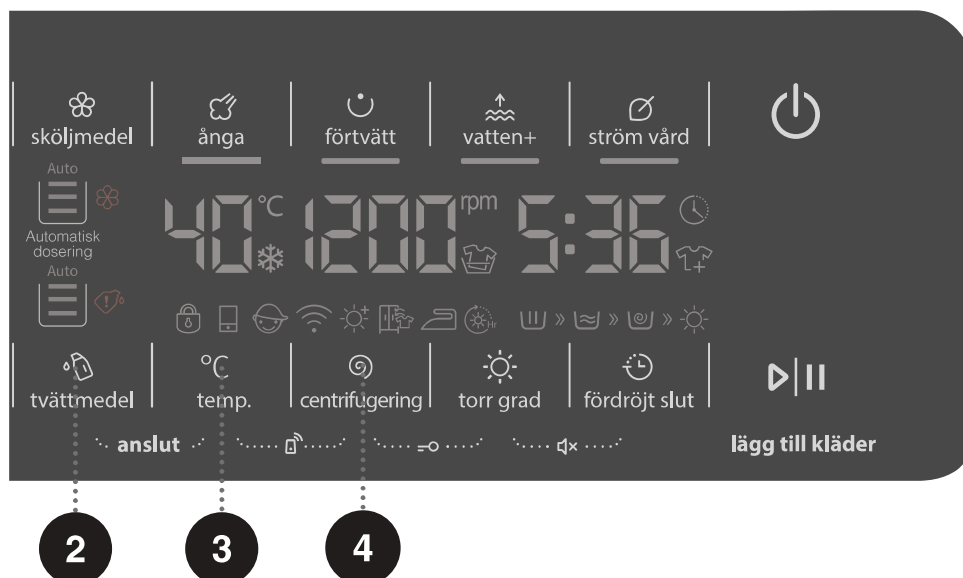 sköljmedel ånga förtvätt vatten+ ström vård
Auto
Automatisk
dosering
Auto
40 °C 1200 rpm 5:36
Hr
°C
tvättmedel temp. centrifugering torr grad fördröjt slut
anslut lägg till kläder
2 3 4